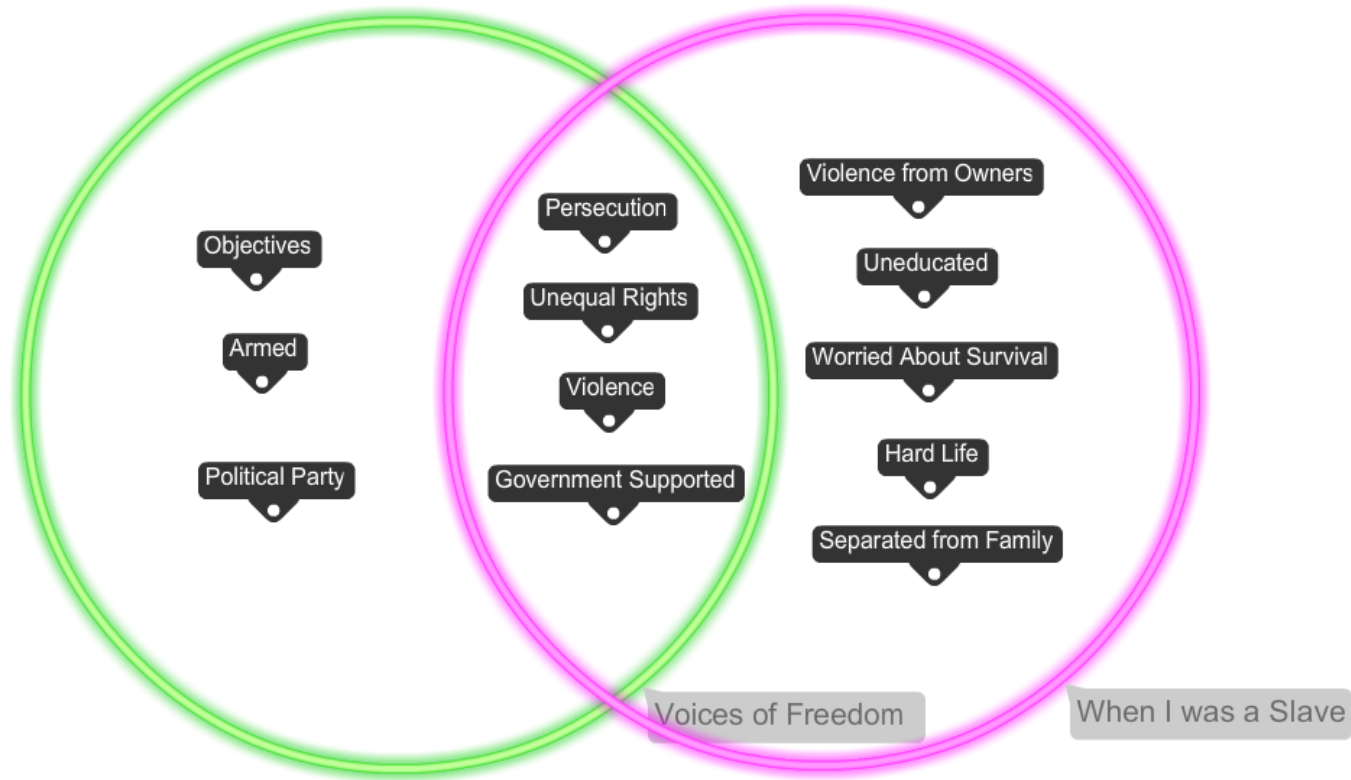 Objectives
Armed
Political Party
Persecution
Unequal Rights
Violence
Government Supported
Violence from Owners
Uneducated
Worried About Survival
Hard Life
Separated from Family
Voices of Freedom
When I was a Slave